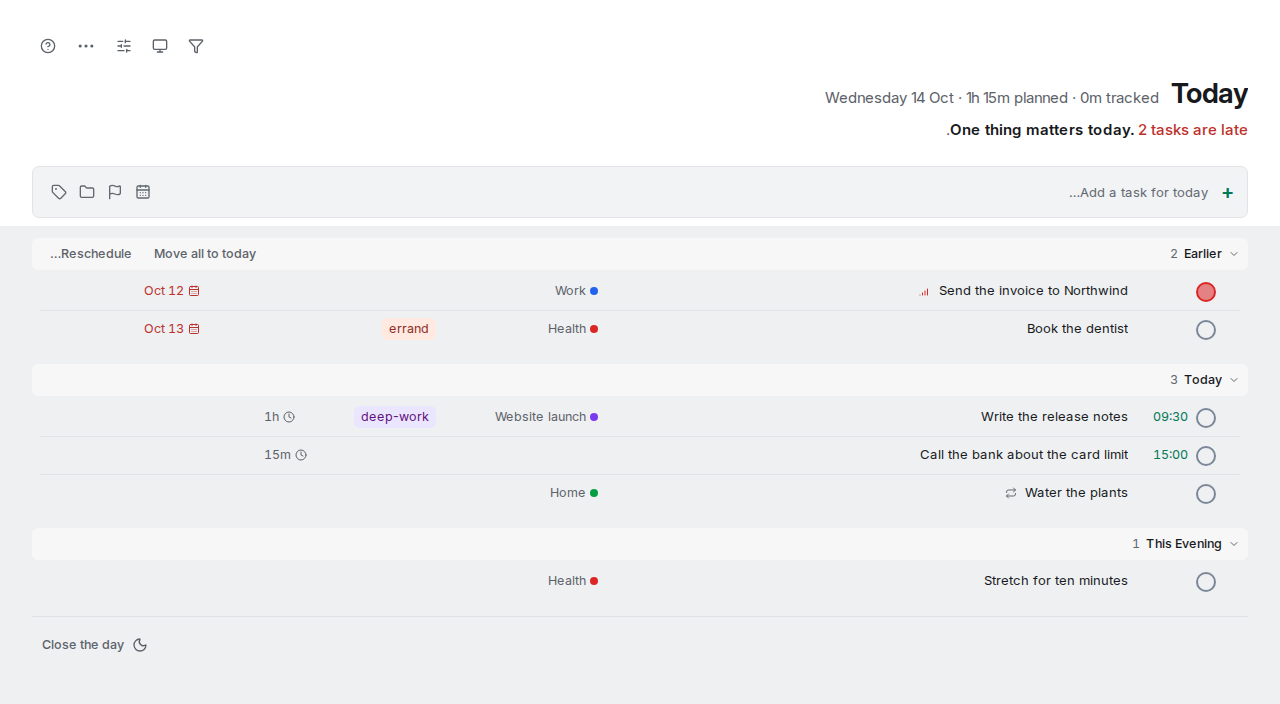 Today Wednesday 14 Oct · 1h 15m planned · 0m tracked
2 tasks are late .One thing matters today.
+ ...Add a task for today
Earlier 2 Move all to today ...Reschedule
Send the invoice to Northwind Work Oct 12
Book the dentist Health errand Oct 13
Today 3
09:30 Write the release notes Website launch deep-work 1h
15:00 Call the bank about the card limit 15m
Water the plants Home
This Evening 1
Stretch for ten minutes Health
Close the day